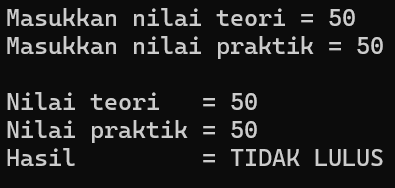 Masukkan nilai teori = 50
Masukkan nilai praktik = 50
Nilai teori   = 50
Nilai praktik = 50
Hasil         = TIDAK LULUS